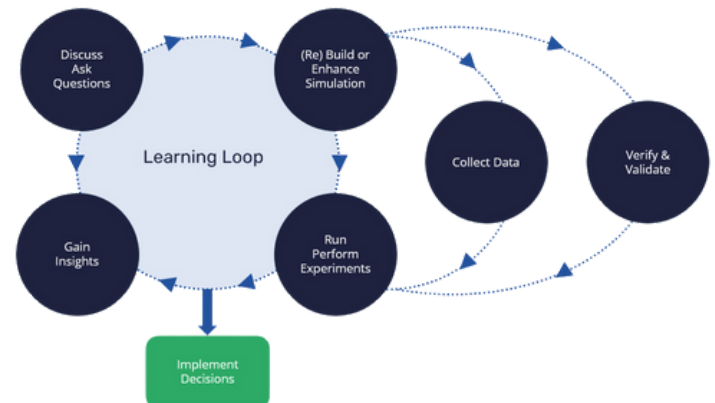 Discuss
Ask
Questions
(Re) Build or
Enhance
Simulation
Learning Loop
Collect Data
Verify &
Validate
Gain
Insights
Run
Perform
Experiments
Implement
Decisions